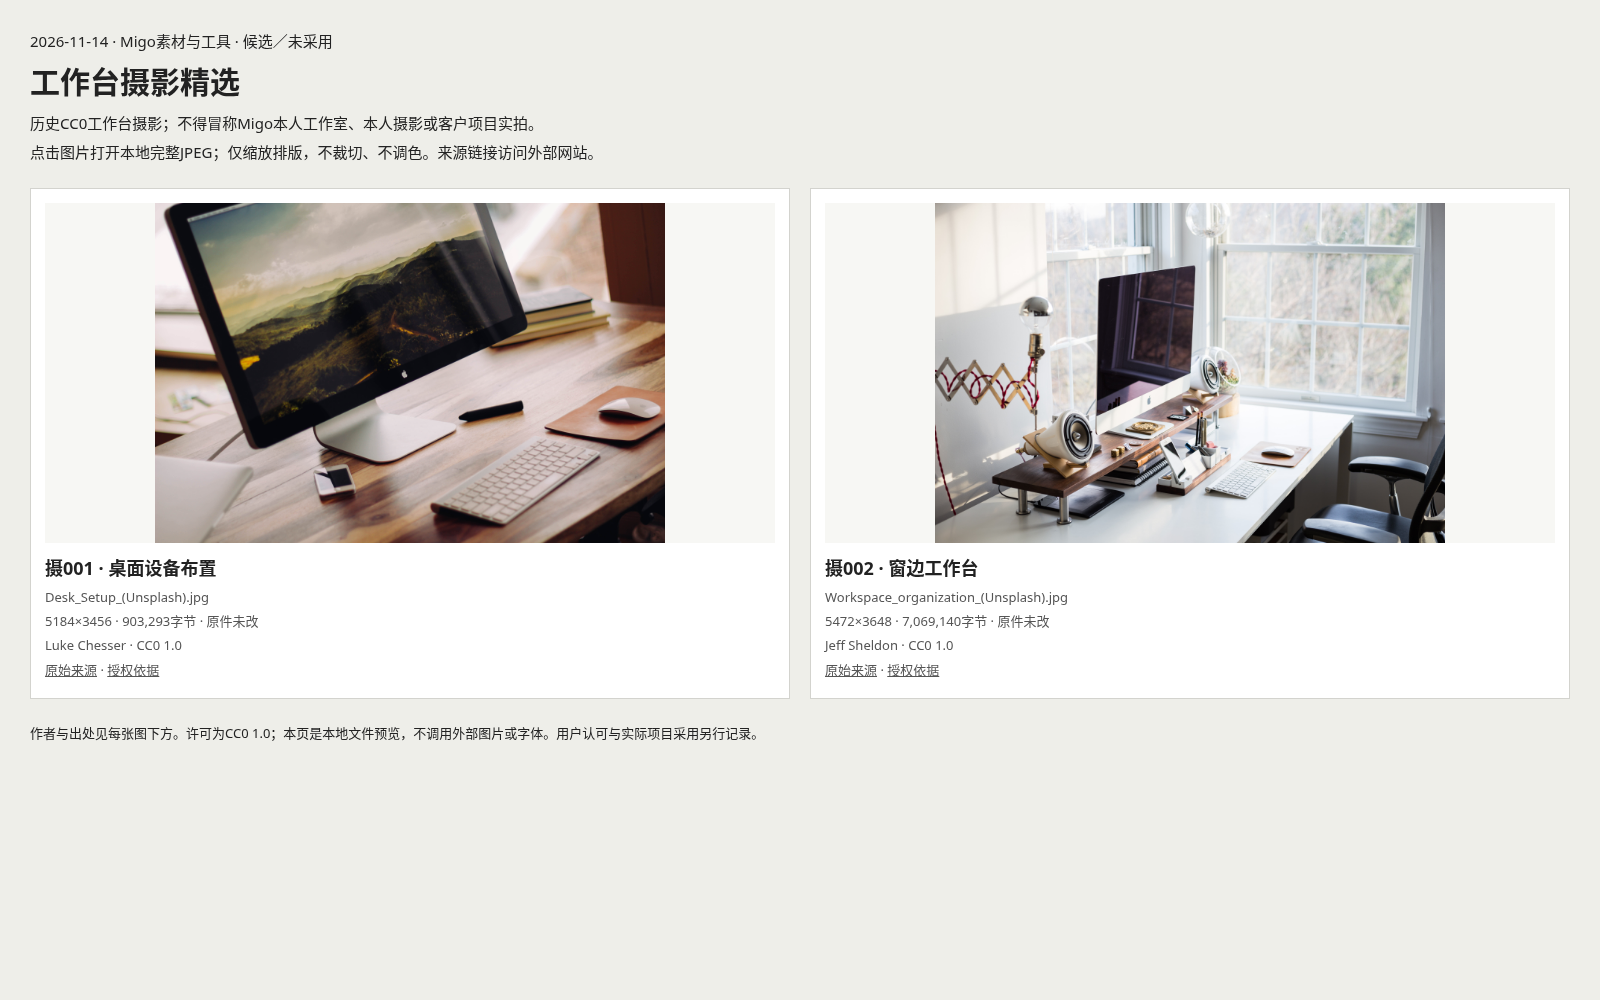 2026-11-14 · Migo素材与工具 · 候选／未采用
工作台摄影精选
历史CC0工作台摄影；不得冒称Migo本人工作室、本人摄影或客户项目实拍。
点击图片打开本地完整JPEG；仅缩放排版，不裁切、不调色。来源链接访问外部网站。
摄001 · 桌面设备布置
Desk_Setup_(Unsplash).jpg
5184×3456 · 903,293字节 · 原件未改
Luke Chesser · CC0 1.0
原始来源 · 授权依据
摄002 · 窗边工作台
Workspace_organization_(Unsplash).jpg
5472×3648 · 7,069,140字节 · 原件未改
Jeff Sheldon · CC0 1.0
原始来源 · 授权依据
作者与出处见每张图下方。许可为CC0 1.0；本页是本地文件预览，不调用外部图片或字体。用户认可与实际项目采用另行记录。